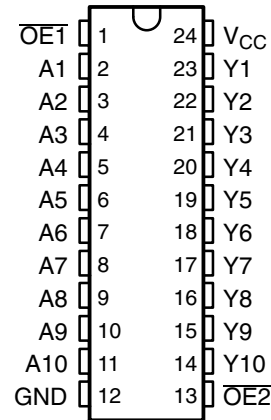 O̅E̅1̅ 1 24 VCC
A1 2 23 Y1
A2 3 22 Y2
A3 4 21 Y3
A4 5 20 Y4
A5 6 19 Y5
A6 7 18 Y6
A7 8 17 Y7
A8 9 16 Y8
A9 10 15 Y9
A10 11 14 Y10
GND 12 13 O̅E̅2̅